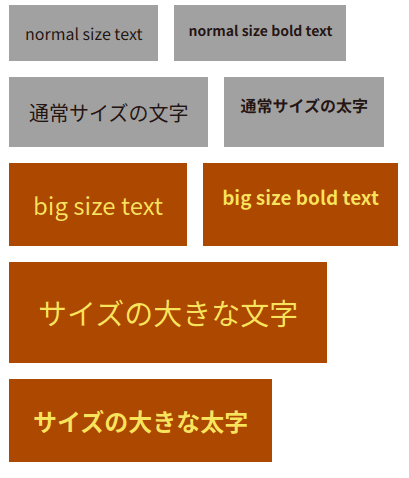 normal size text
normal size bold text
通常サイズの文字
通常サイズの太字
big size text
big size bold text
サイズの大きな文字
サイズの大きな太字